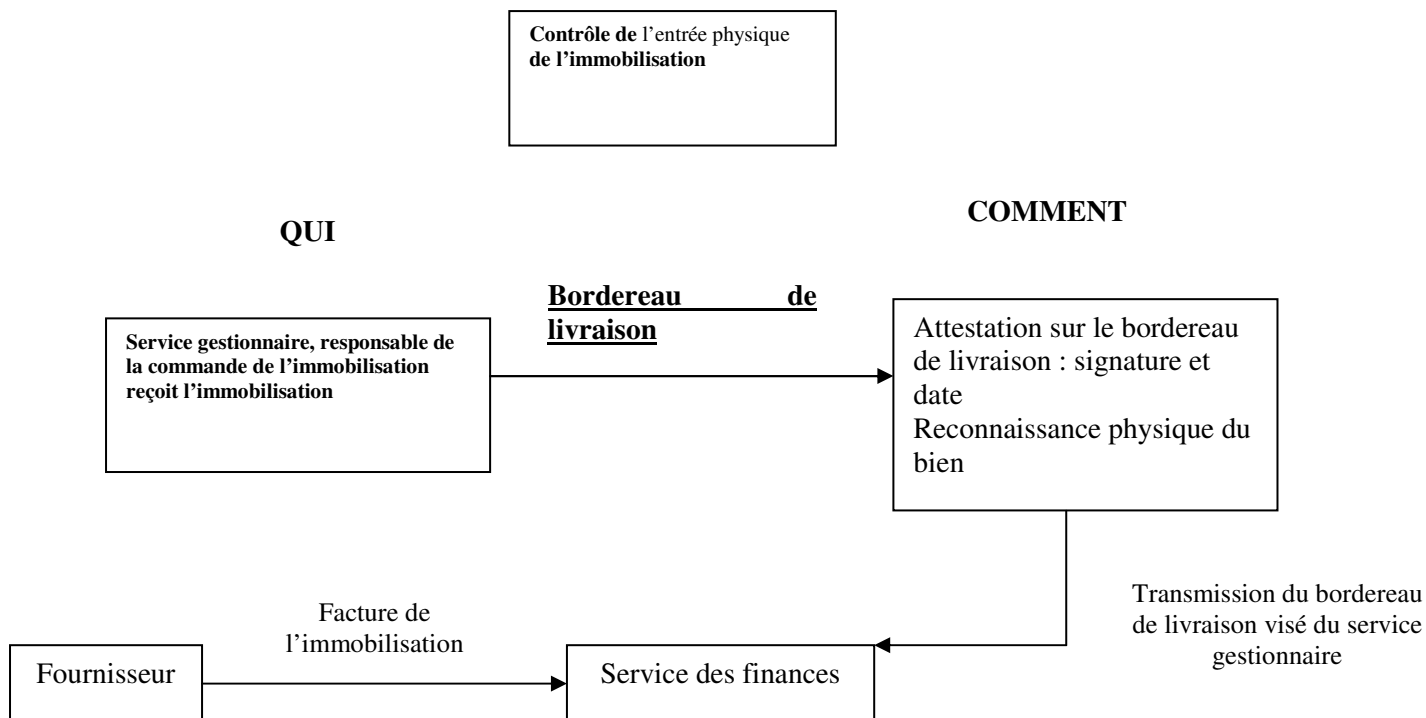 Contrôle de l’entrée physique
de l’immobilisation
COMMENT
QUI
Bordereau de
livraison
Service gestionnaire, responsable de
la commande de l’immobilisation
reçoit l’immobilisation
Attestation sur le bordereau
de livraison : signature et
date
Reconnaissance physique du
bien
Transmission du bordereau
de livraison visé du service
gestionnaire
Facture de
l’immobilisation
Fournisseur
Service des finances